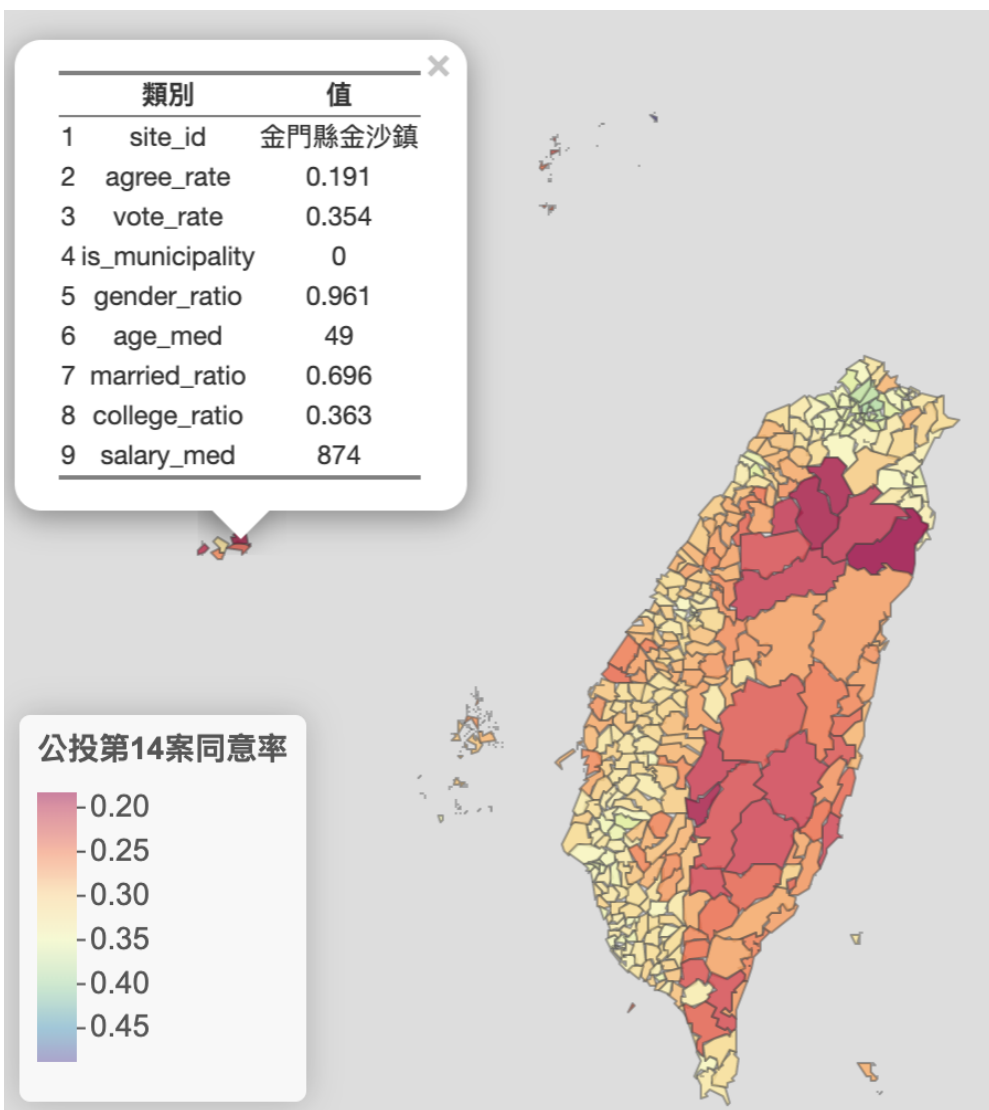 ×
類別 值
1 site_id 金門縣金沙鎮
2 agree_rate 0.191
3 vote_rate 0.354
4 is_municipality 0
5 gender_ratio 0.961
6 age_med 49
7 married_ratio 0.696
8 college_ratio 0.363
9 salary_med 874
公投第14案同意率
0.20
0.25
0.30
0.35
0.40
0.45